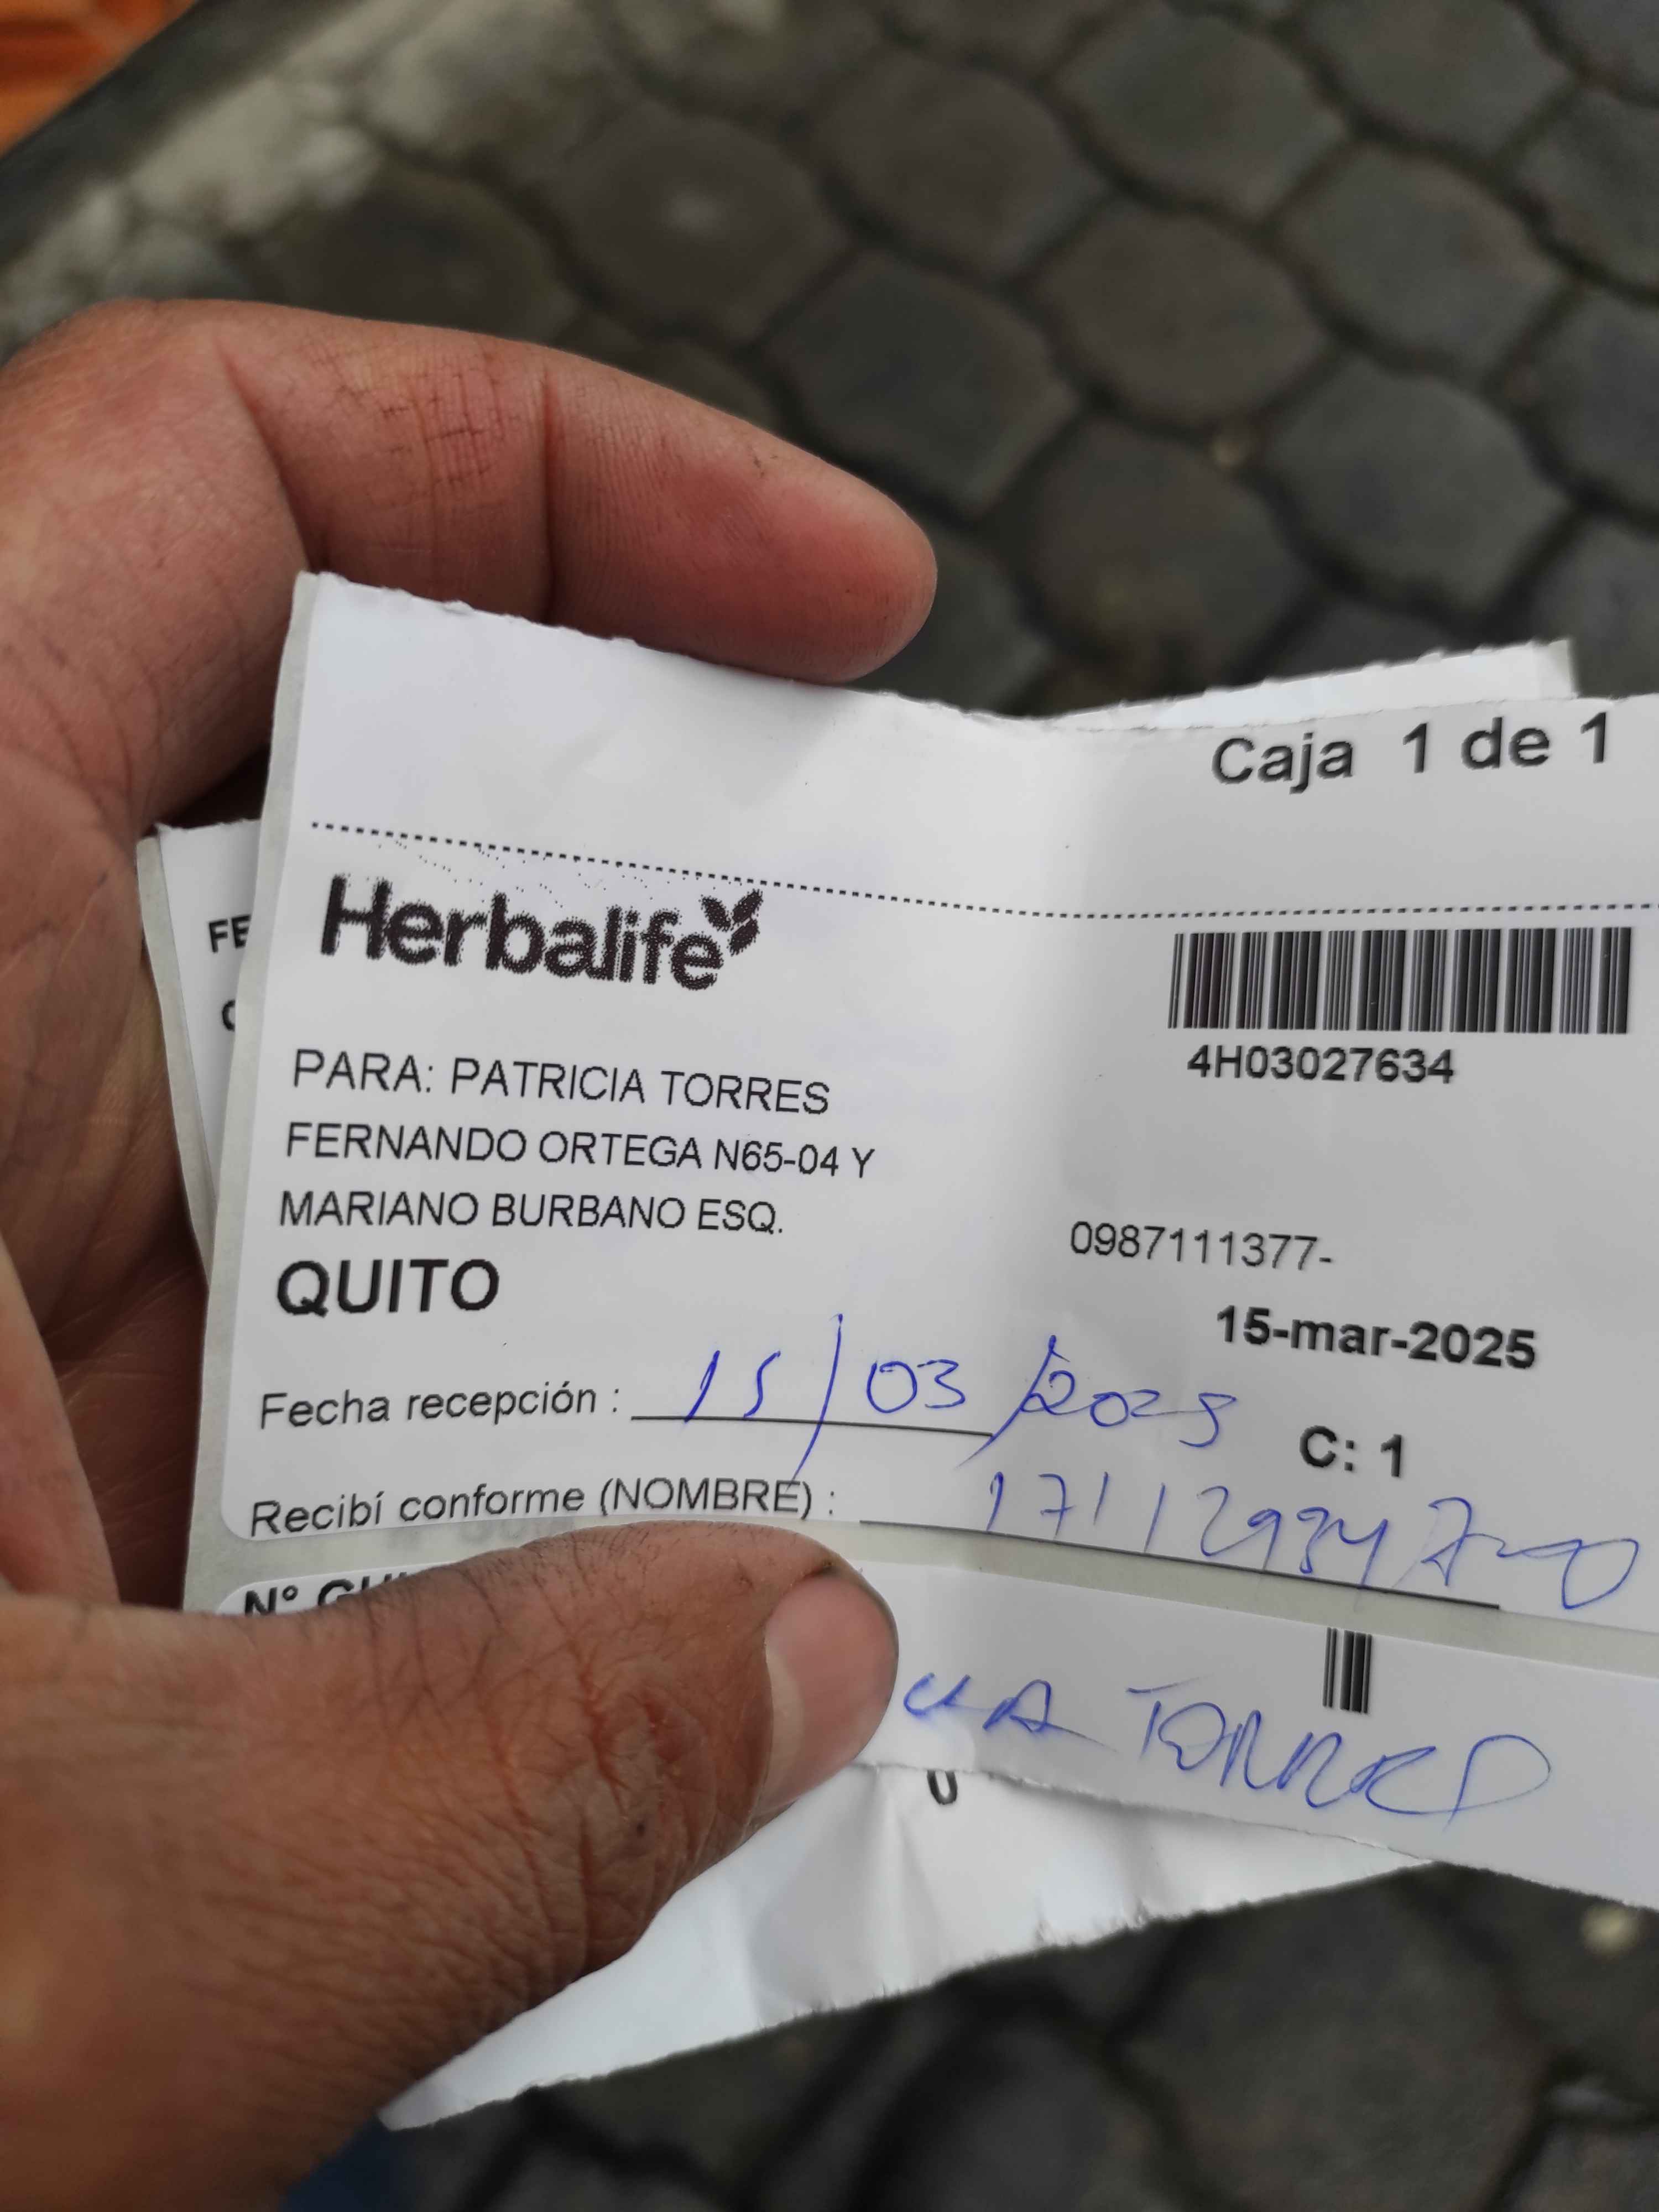 Caja 1 de 1
Herbalife
4H03027634
PARA: PATRICIA TORRES
FERNANDO ORTEGA N65-04 Y
MARIANO BURBANO ESQ.
0987111377-
QUITO
15-mar-2025
Fecha recepción : 15/03/2025
C: 1
Recibí conforme (NOMBRE) :
N°
TORRES